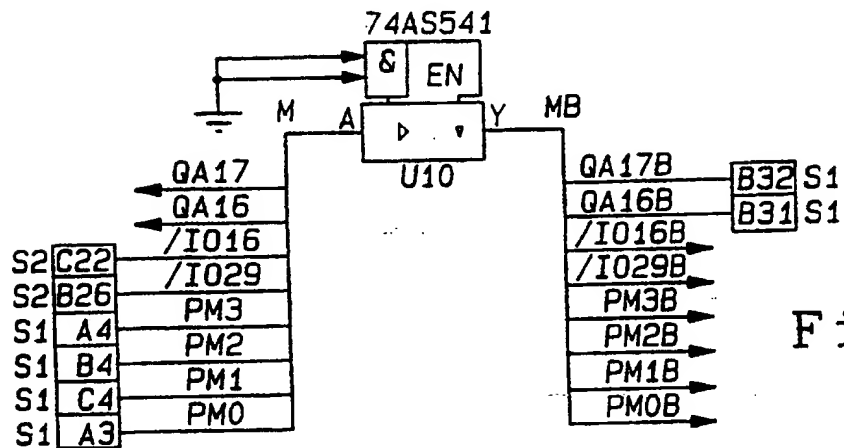 74AS541
& EN
M A Y MB
U10
QA17 QA17B B32 S1
QA16 QA16B B31 S1
/IO16 /IO16B
S2 C22
/IO29 /IO29B
S2 B26
PM3 PM3B
S1 A4
PM2 PM2B
S1 B4
PM1 PM1B
S1 C4
PM0 PM0B
S1 A3